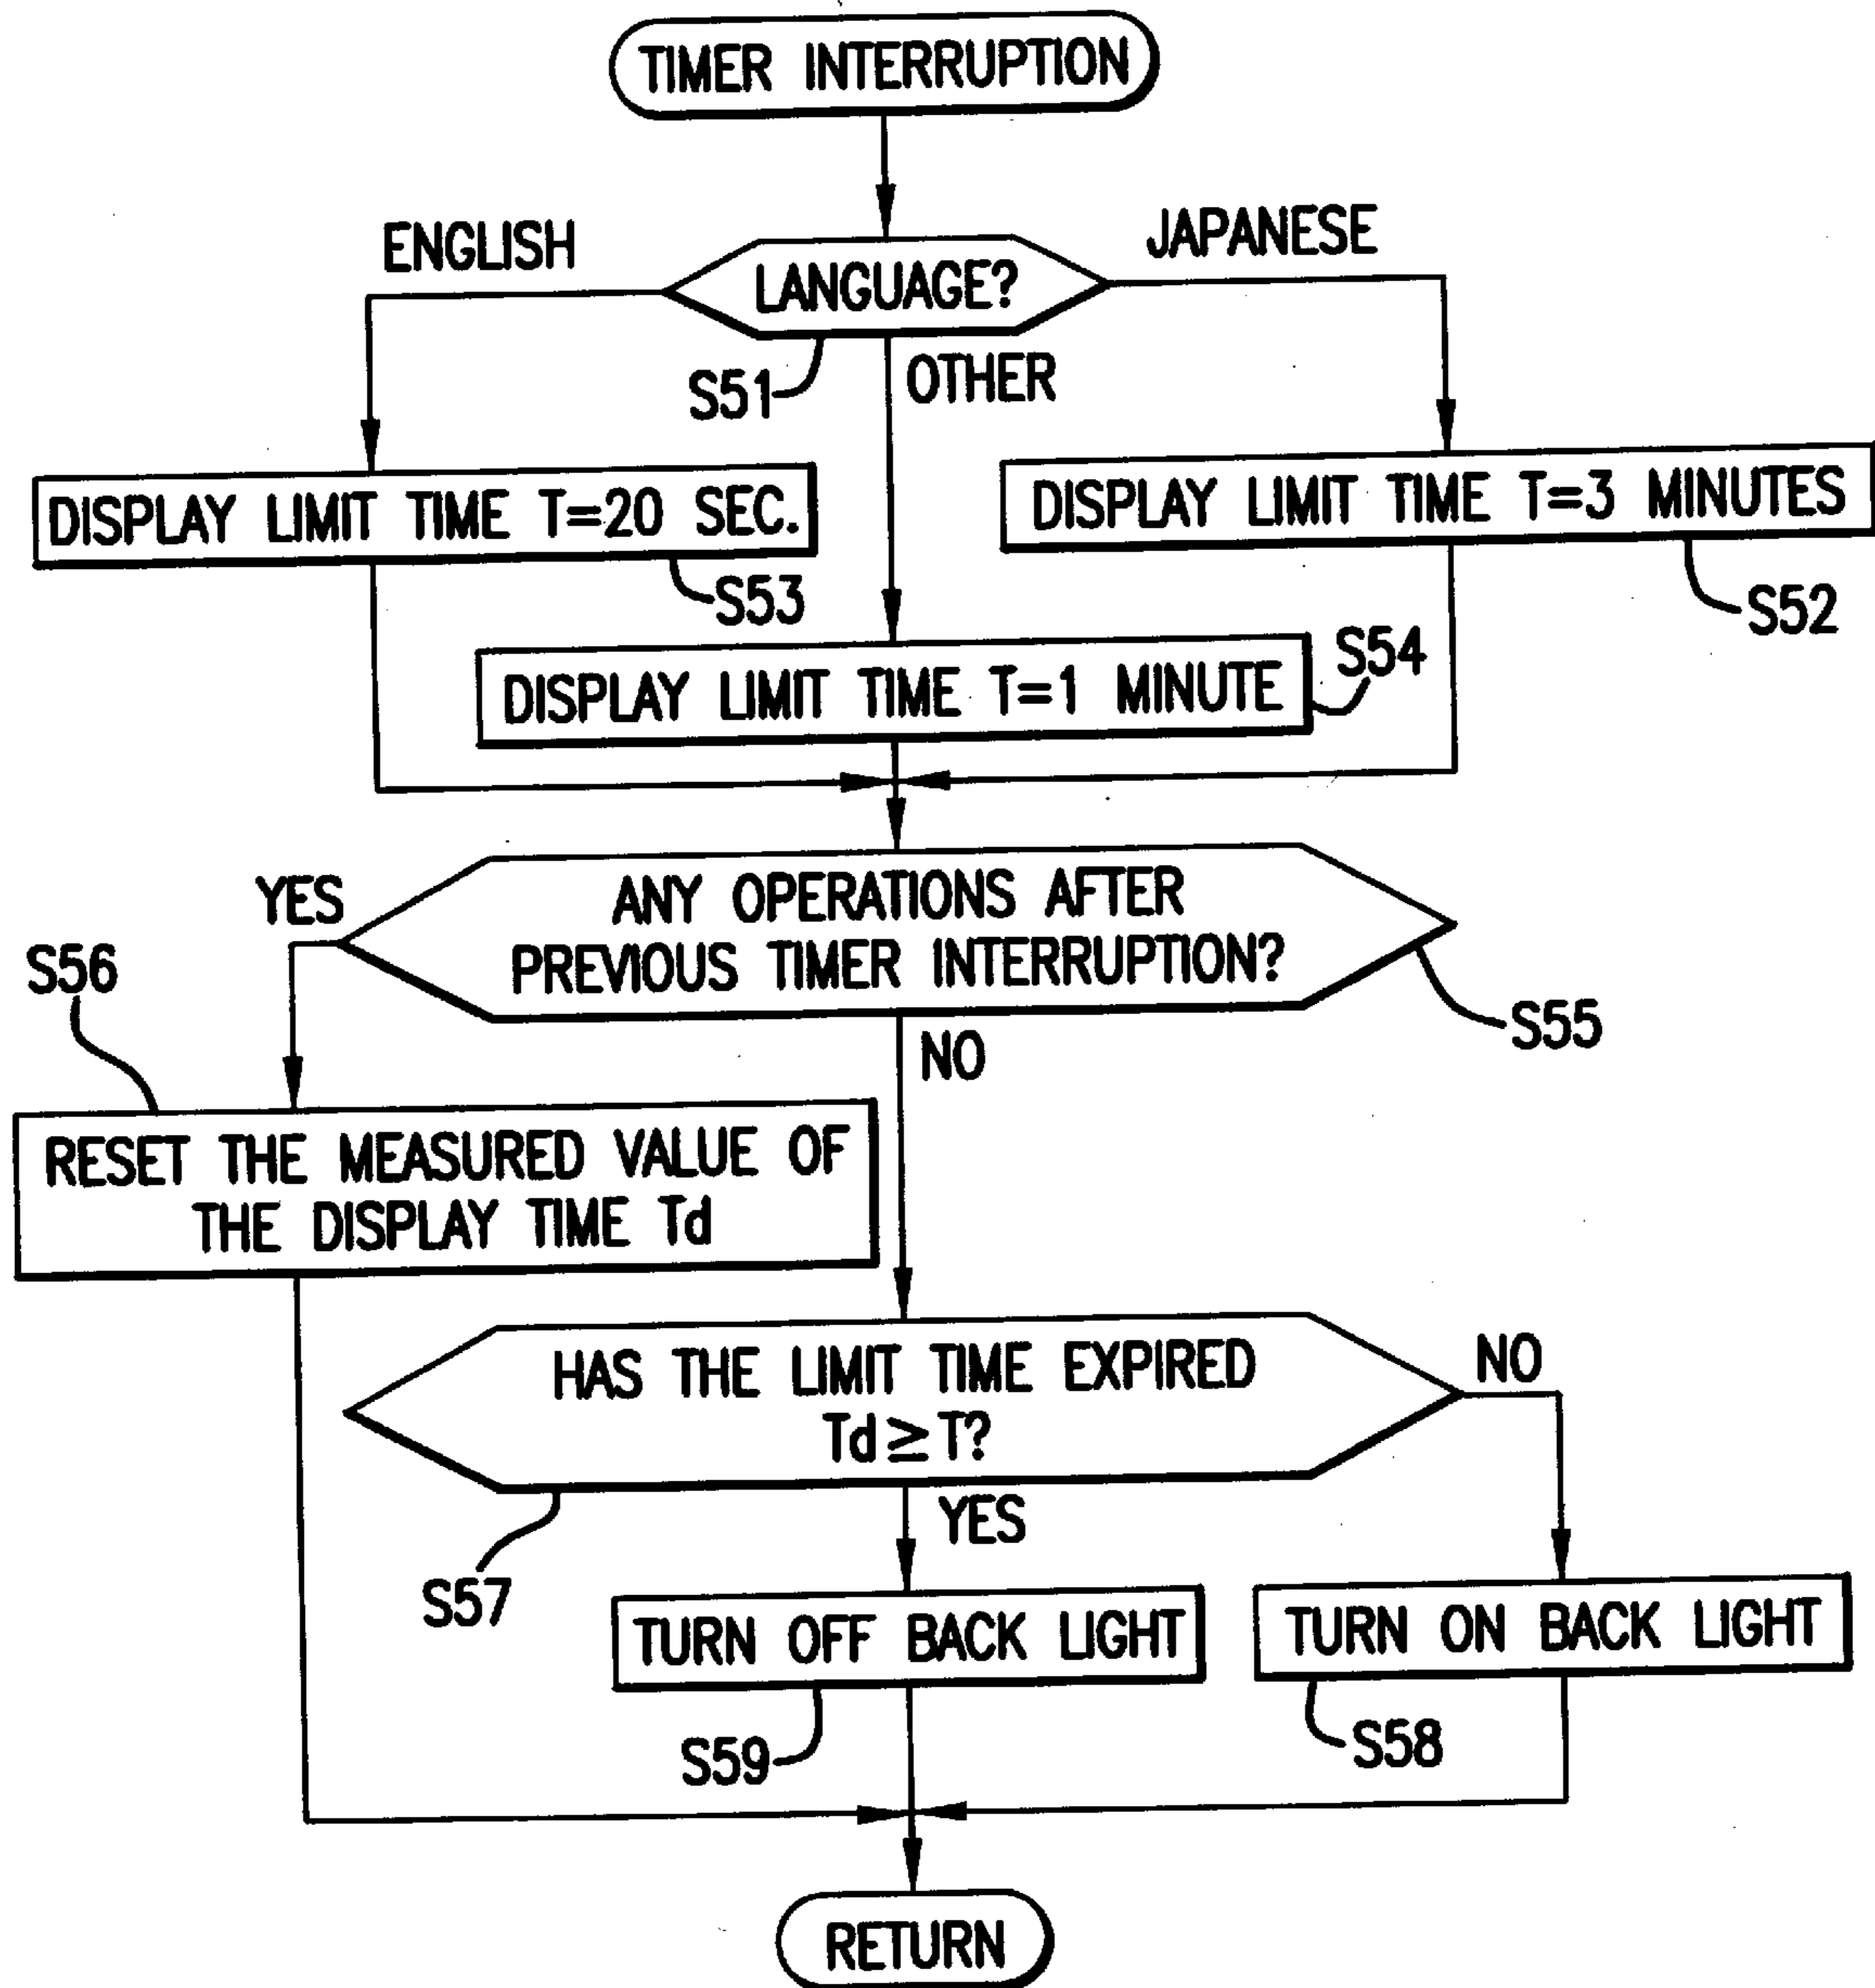 TIMER INTERRUPTION
ENGLISH
JAPANESE
LANGUAGE?
S51
OTHER
DISPLAY LIMIT TIME T=20 SEC.
DISPLAY LIMIT TIME T=3 MINUTES
S53
S52
DISPLAY LIMIT TIME T=1 MINUTE
S54
YES
ANY OPERATIONS AFTER
PREVIOUS TIMER INTERRUPTION?
S56
S55
NO
RESET THE MEASURED VALUE OF
THE DISPLAY TIME Td
HAS THE LIMIT TIME EXPIRED
Td≧T?
NO
YES
S57
TURN OFF BACK LIGHT
TURN ON BACK LIGHT
S59
S58
RETURN